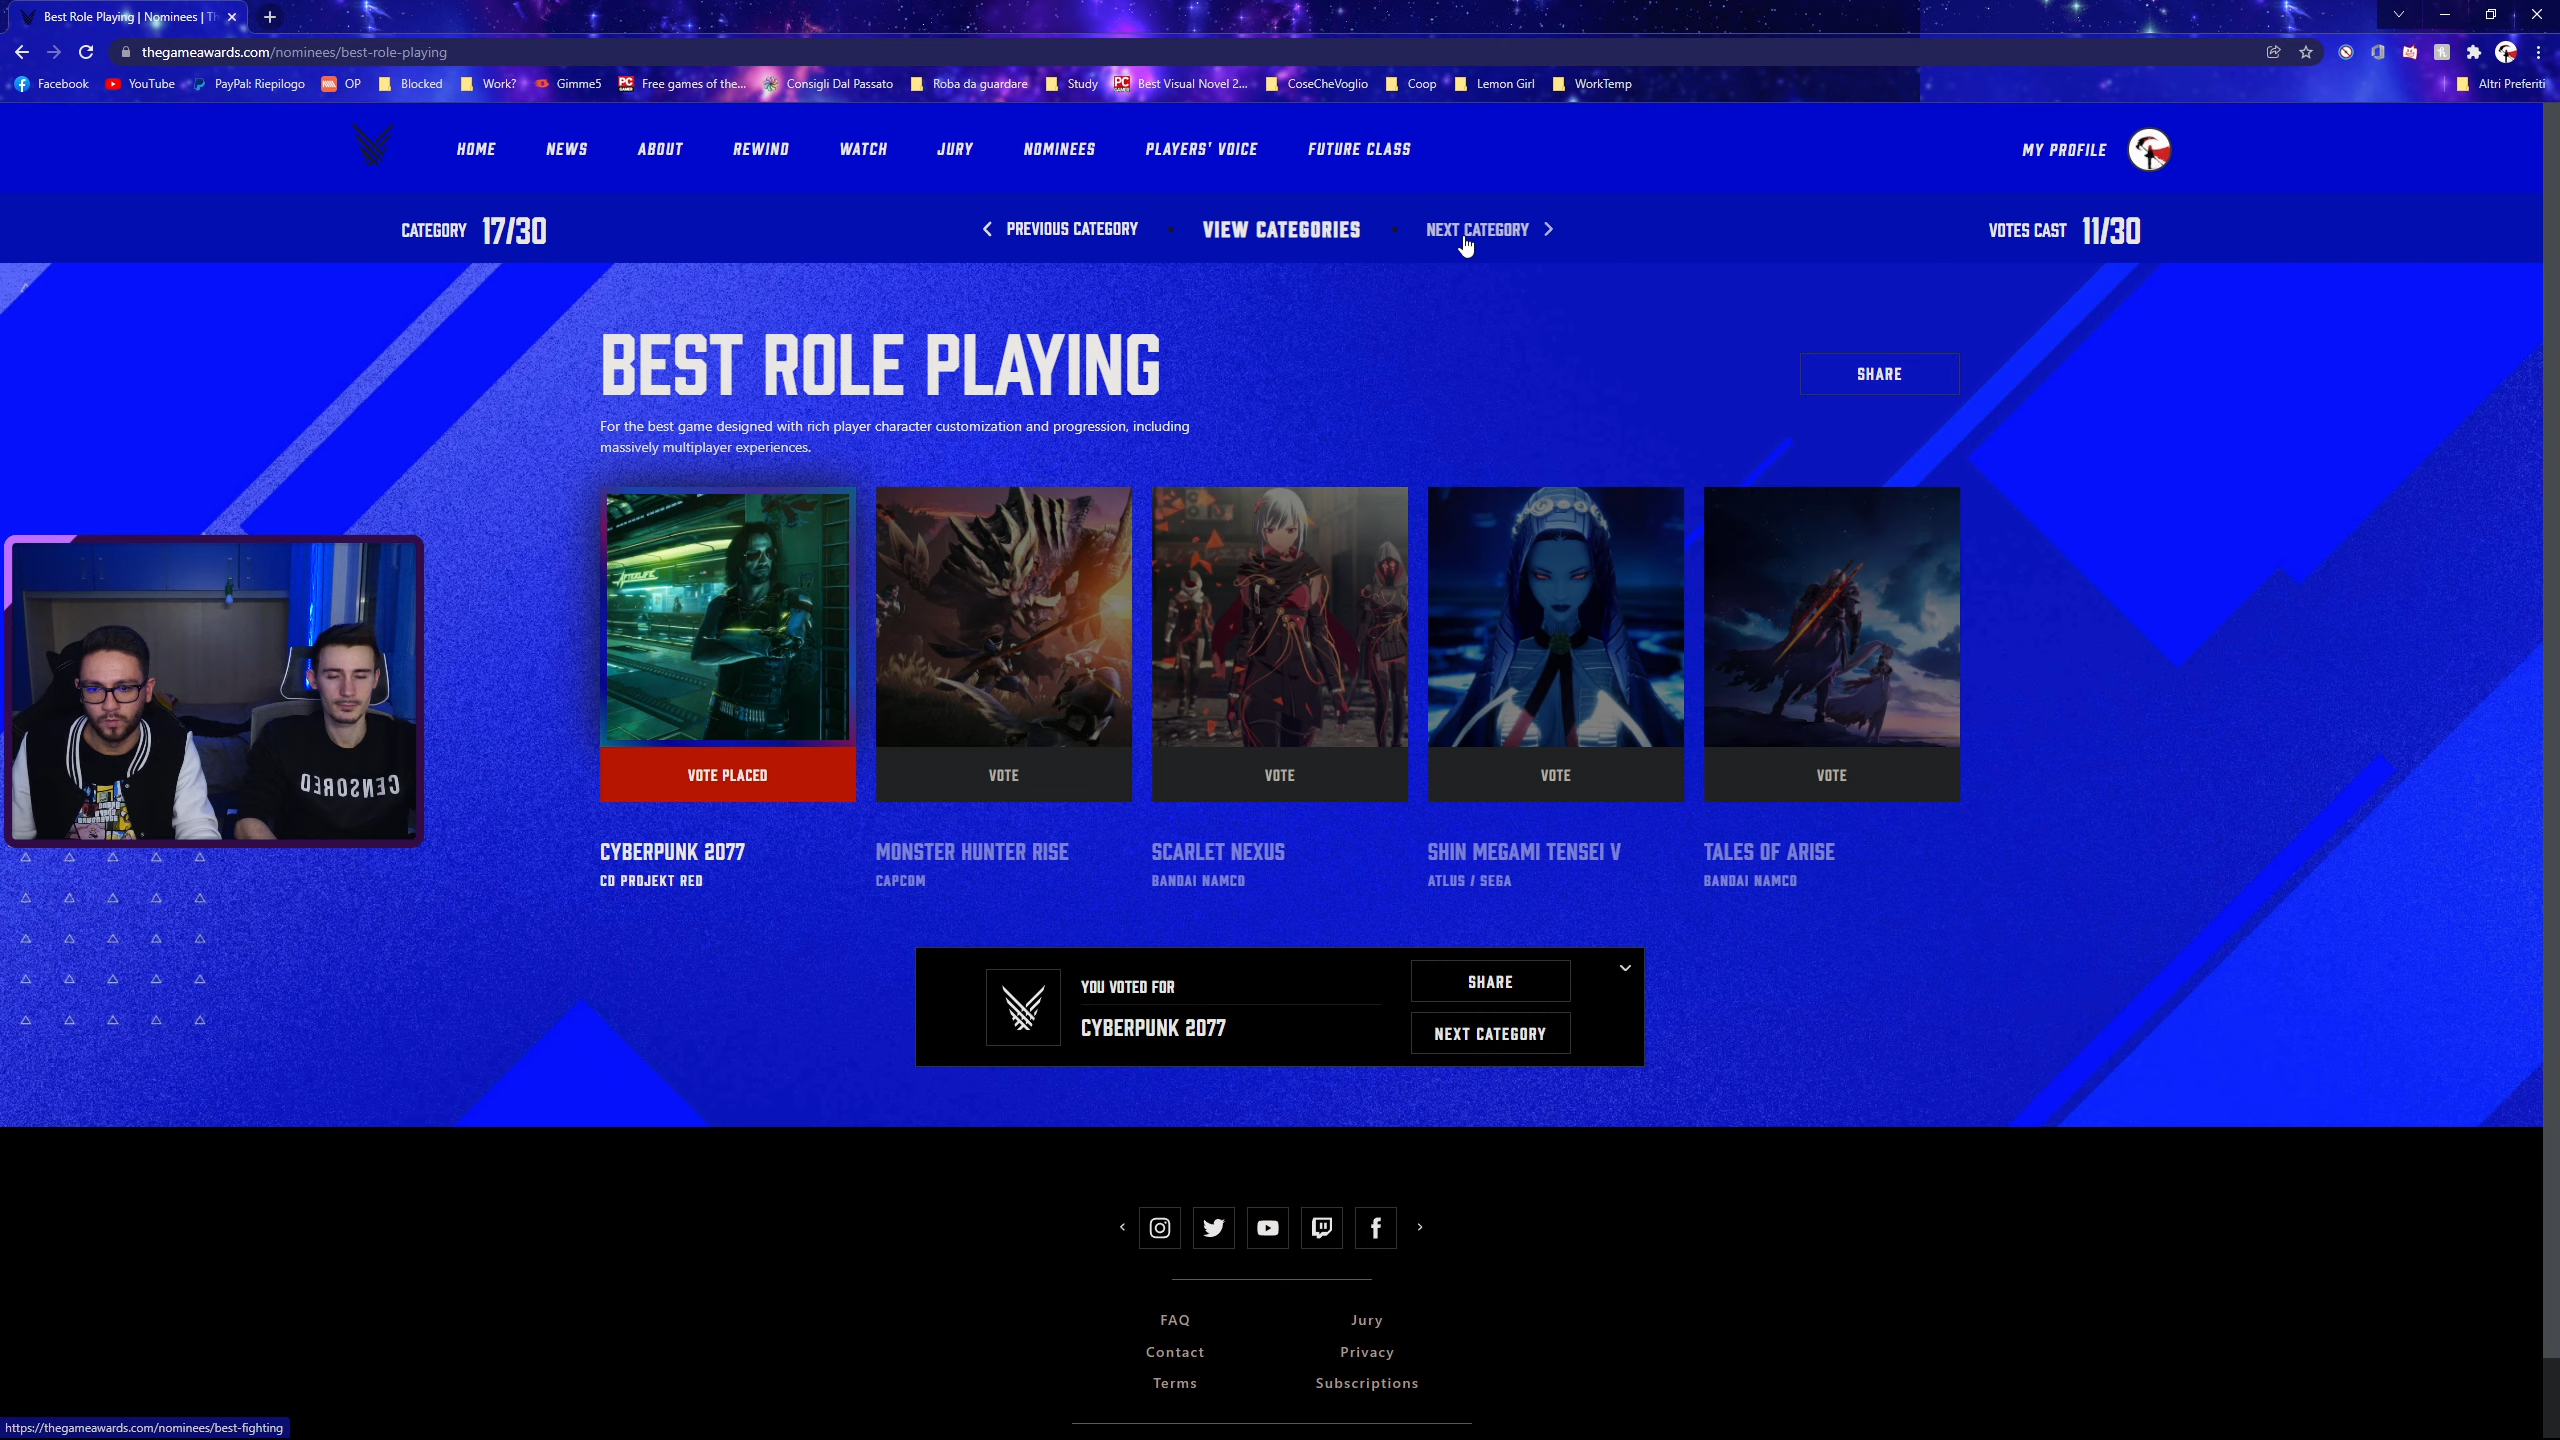 Best Role Playing | Nominees | Th
thegameawards.com/nominees/best-role-playing
Facebook YouTube PayPal: Riepilogo OP Blocked Work? Gimme5 Free games of the... Consigli Dal Passato Roba da guardare Study Best Visual Novel 2... CoseCheVoglio Coop Lemon Girl WorkTemp Altri Preferiti
HOME NEWS ABOUT REWIND WATCH JURY NOMINEES PLAYERS' VOICE FUTURE CLASS MY PROFILE
CATEGORY 17/30 PREVIOUS CATEGORY VIEW CATEGORIES NEXT CATEGORY VOTES CAST 11/30
BEST ROLE PLAYING
SHARE
For the best game designed with rich player character customization and progression, including
massively multiplayer experiences.
AFTERLIFE
CENSORED
VOTE PLACED VOTE VOTE VOTE VOTE
CYBERPUNK 2077 MONSTER HUNTER RISE SCARLET NEXUS SHIN MEGAMI TENSEI V TALES OF ARISE
CD PROJEKT RED CAPCOM BANDAI NAMCO ATLUS / SEGA BANDAI NAMCO
YOU VOTED FOR
CYBERPUNK 2077
SHARE
NEXT CATEGORY
FAQ Jury
Contact Privacy
Terms Subscriptions
https://thegameawards.com/nominees/best-fighting